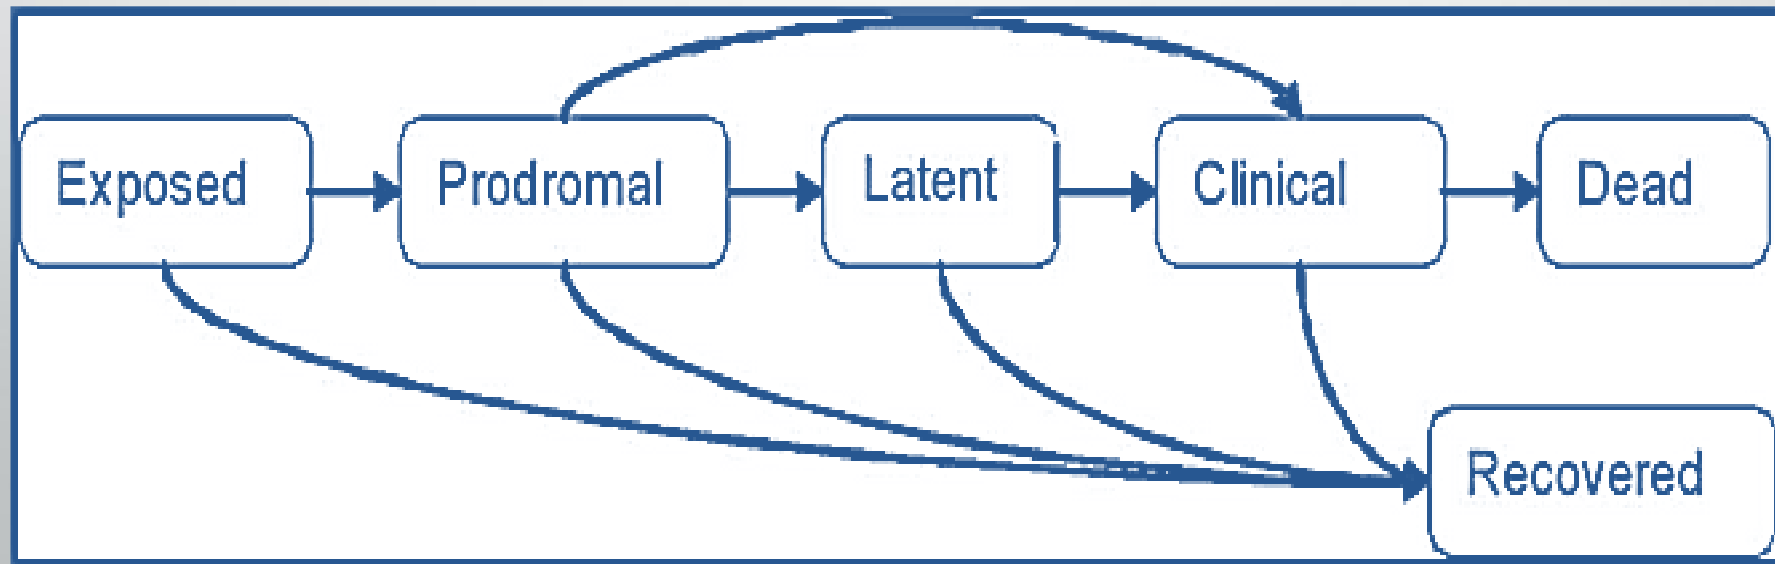 Exposed
Prodromal
Latent
Clinical
Dead
Recovered